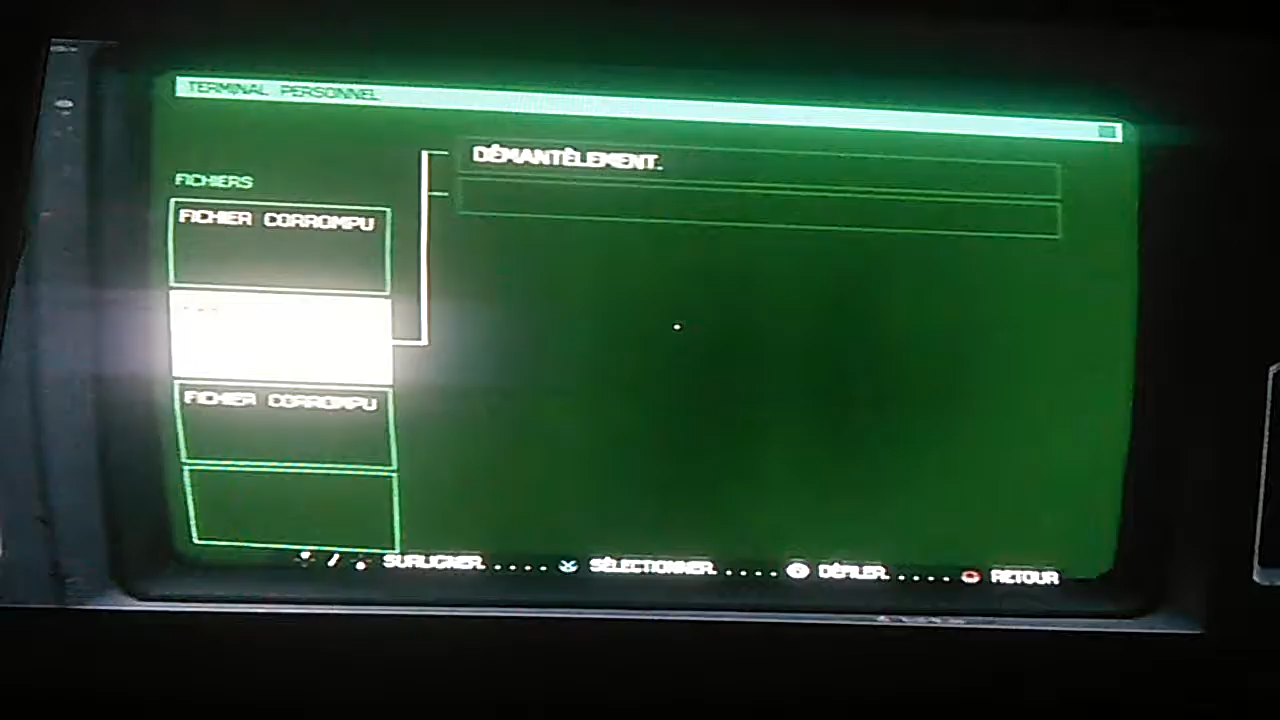 TERMINAL PERSONNEL
DÉMANTÈLEMENT.
FICHIERS
FICHIER CORROMPU
FICHIER CORROMPU
/ SURLIGNER..... SÉLECTIONNER..... DÉFILER..... RETOUR